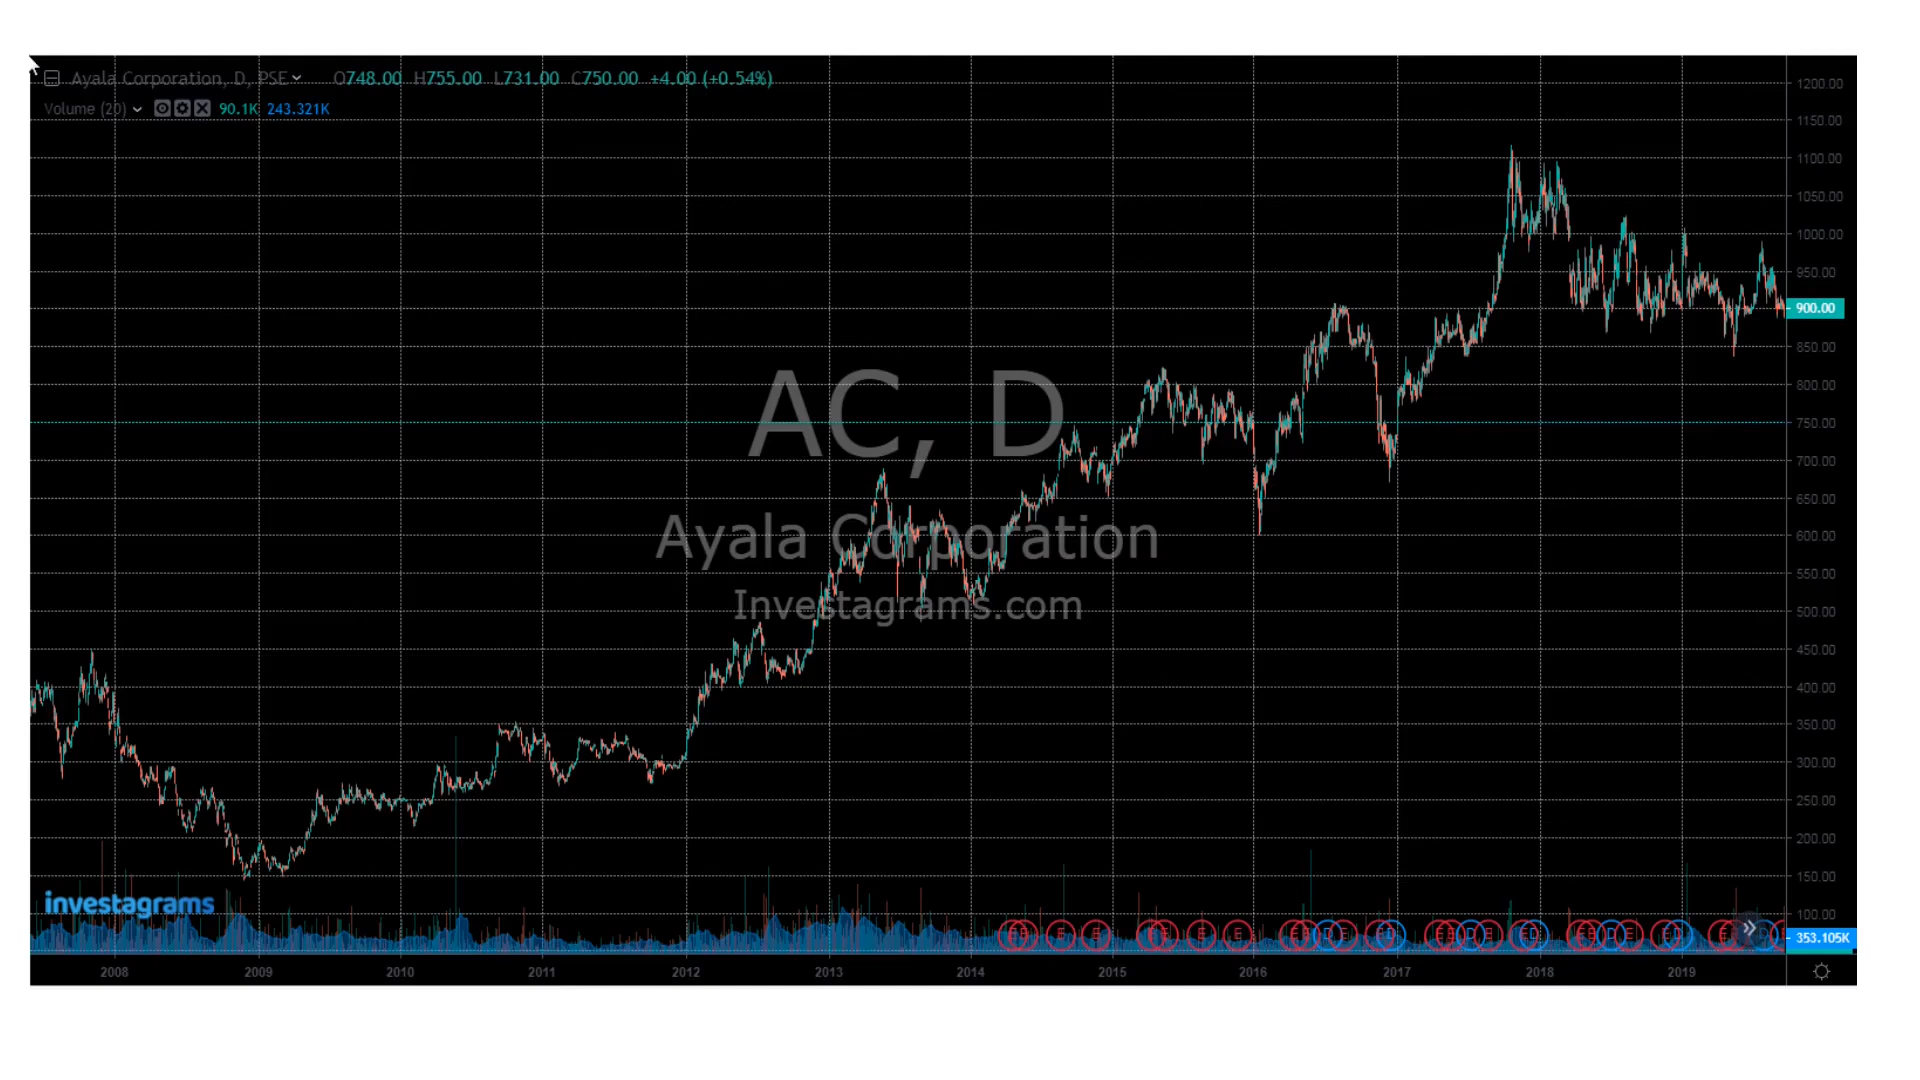 Ayala Corporation, D, PSE O748.00 H755.00 L731.00 C750.00 +4.00 (+0.54%)
Volume (20) 90.1K 243.321K
1200.00
1150.00
1100.00
1050.00
1000.00
950.00
900.00
850.00
800.00
750.00
700.00
650.00
600.00
550.00
500.00
450.00
400.00
350.00
300.00
250.00
200.00
150.00
100.00
353.105K
AC, D
Ayala Corporation
Investagrams.com
investagrams
2008 2009 2010 2011 2012 2013 2014 2015 2016 2017 2018 2019